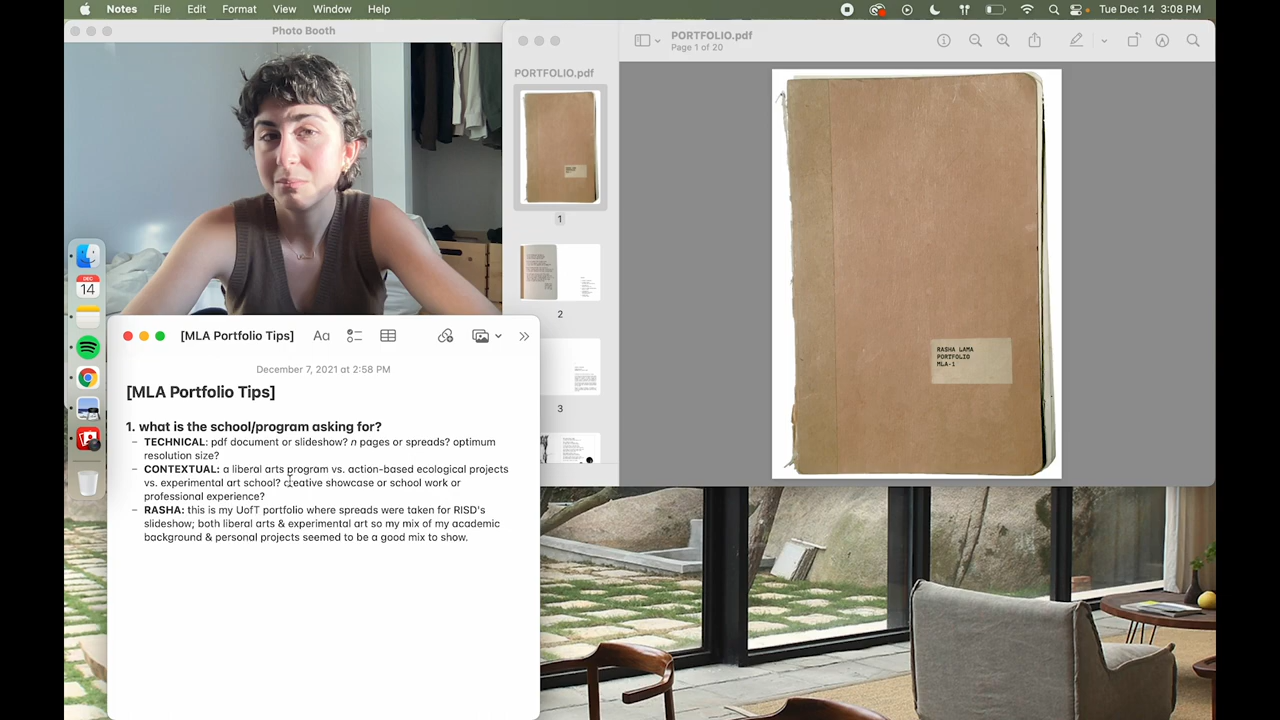 Notes File Edit Format View Window Help Tue Dec 14 3:08 PM
Photo Booth
PORTFOLIO.pdf
Page 1 of 20
PORTFOLIO.pdf
1
2
3
RASHA LAMA
PORTFOLIO
MLA-1
DEC
14
[MLA Portfolio Tips] Aa
December 7, 2021 at 2:58 PM
[MLA Portfolio Tips]
1. what is the school/program asking for?
– TECHNICAL: pdf document or slideshow? n pages or spreads? optimum
resolution size?
– CONTEXTUAL: a liberal arts program vs. action-based ecological projects
vs. experimental art school? creative showcase or school work or
professional experience?
– RASHA: this is my UofT portfolio where spreads were taken for RISD's
slideshow; both liberal arts & experimental art so my mix of my academic
background & personal projects seemed to be a good mix to show.